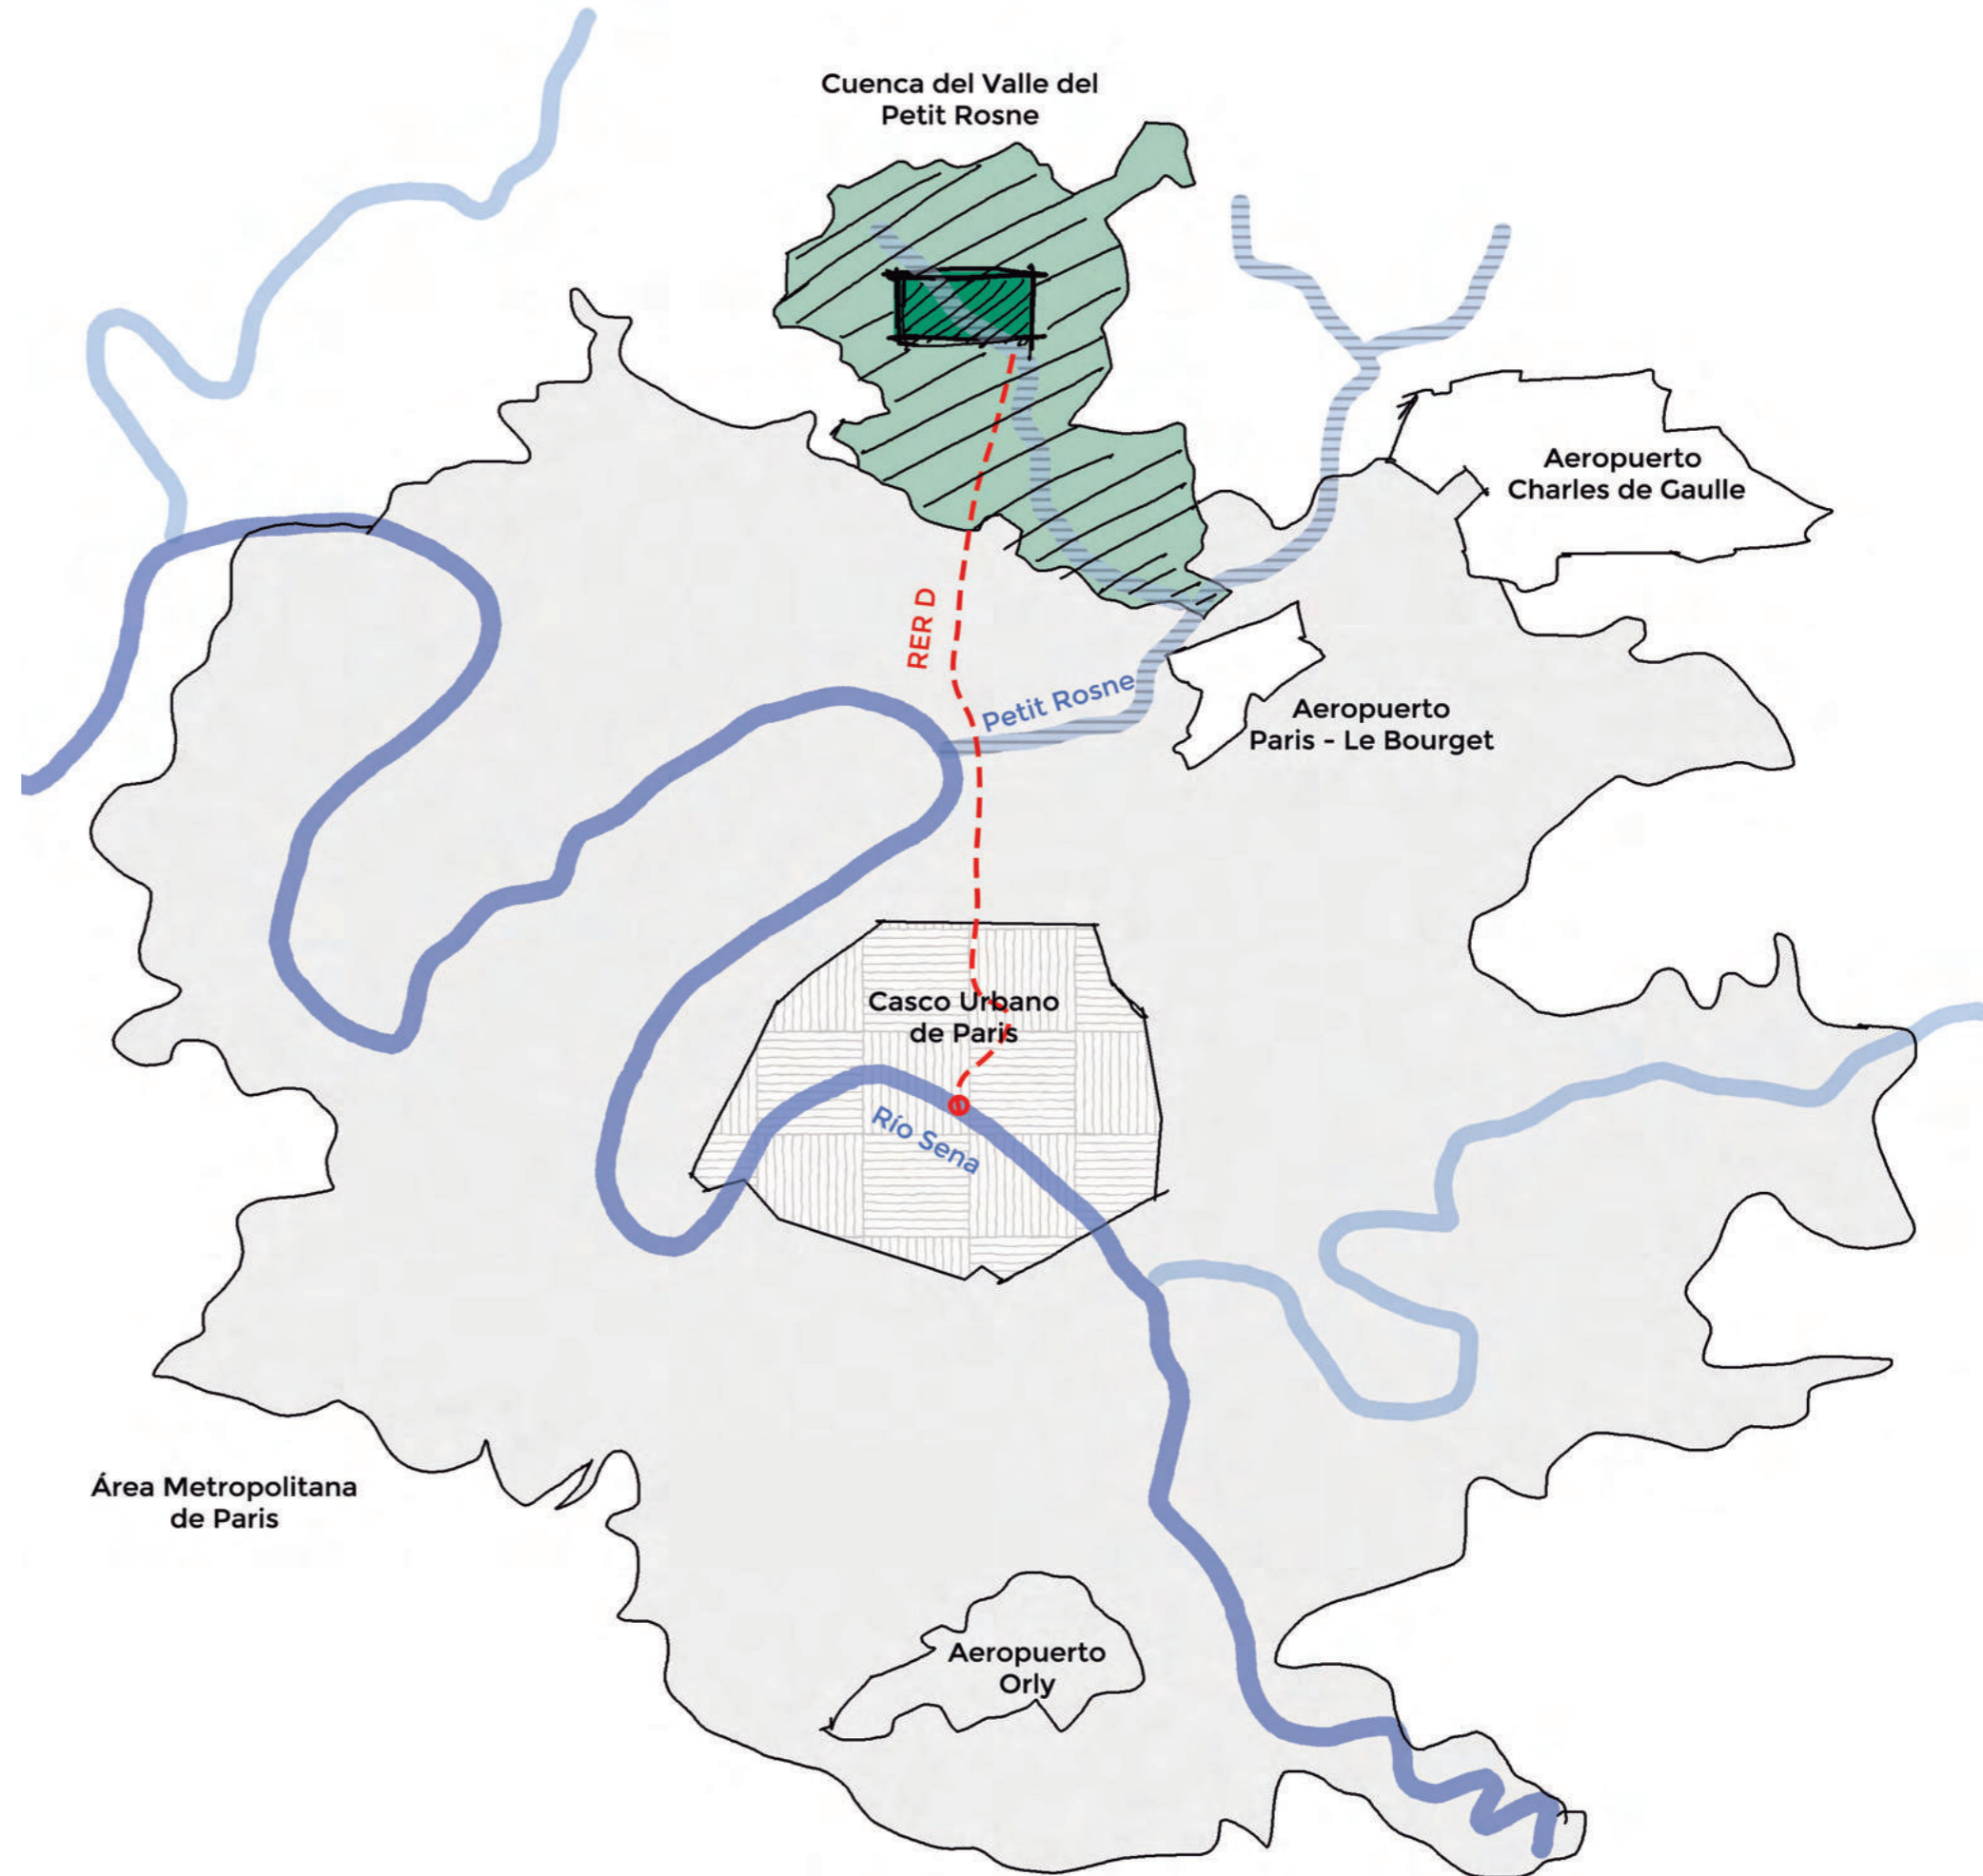 Cuenca del Valle del
Petit Rosne
Aeropuerto
Charles de Gaulle
RER D
Petit Rosne
Aeropuerto
Paris - Le Bourget
Casco Urbano
de Paris
Río Sena
Área Metropolitana
de Paris
Aeropuerto
Orly